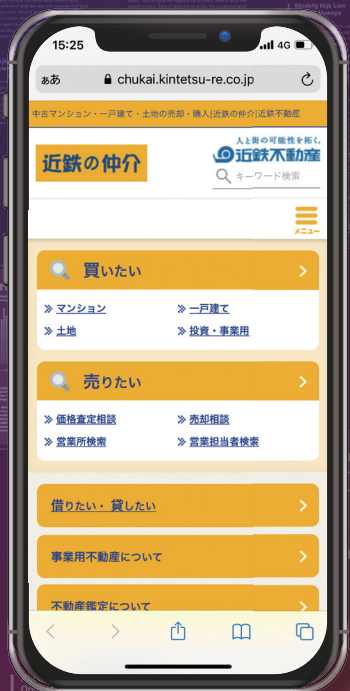 15:25
4G
ぁあ
chukai.kintetsu-re.co.jp
中古マンション・一戸建て・土地の売却・購入|近鉄の仲介|近鉄不動産
近鉄の仲介
人と街の可能性を拓く。
近鉄不動産
キーワード検索
メニュー
買いたい
マンション
一戸建て
土地
投資・事業用
売りたい
価格査定相談
売却相談
営業所検索
営業担当者検索
借りたい・貸したい
事業用不動産について
不動産鑑定について